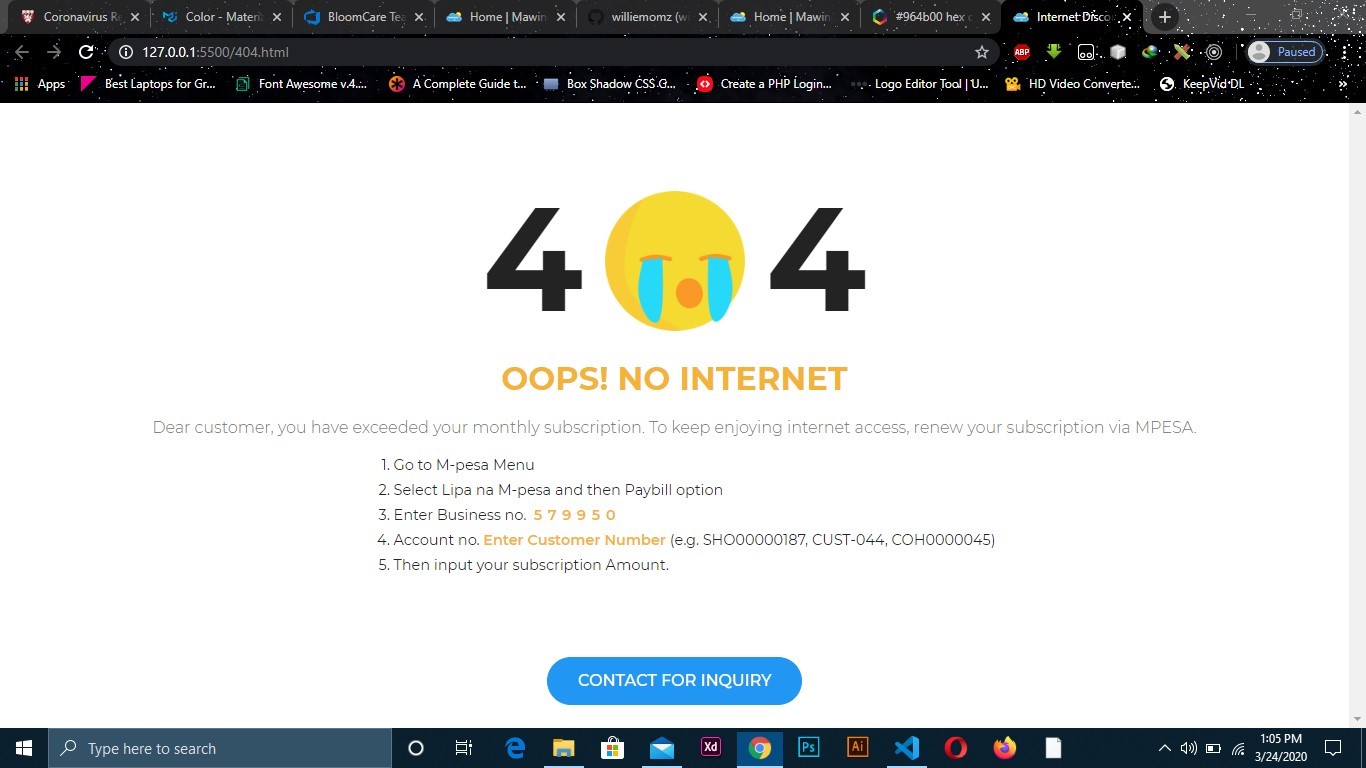 Coronavirus Re
Color - Materi
BloomCare Tea
Home | Mawin
williemomz (wi
Home | Mawin
#964b00 hex c
Internet Disco
127.0.0.1:5500/404.html
ABP
Paused
Apps
Best Laptops for Gr...
Font Awesome v.4....
A Complete Guide t...
Box Shadow CSS G...
Create a PHP Login...
Logo Editor Tool | U...
HD Video Converte...
KeepVid DL
»
4 4
OOPS! NO INTERNET
Dear customer, you have exceeded your monthly subscription. To keep enjoying internet access, renew your subscription via MPESA.
1. Go to M-pesa Menu
2. Select Lipa na M-pesa and then Paybill option
3. Enter Business no. 5 7 9 9 5 0
4. Account no. Enter Customer Number (e.g. SHO00000187, CUST-044, COH0000045)
5. Then input your subscription Amount.
CONTACT FOR INQUIRY
Type here to search
Xd
Ps
Ai
1:05 PM
3/24/2020